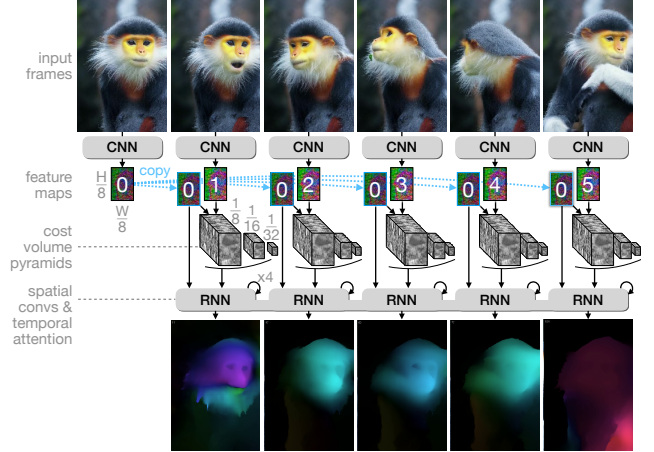 input
frames
CNN CNN CNN CNN CNN CNN
copy
feature
maps
H/8
W/8
0 0 1 0 2 0 3 0 4 0 5
1/8 1/16 1/32
cost
volume
pyramids
x4
spatial
convs &
temporal
attention
RNN RNN RNN RNN RNN